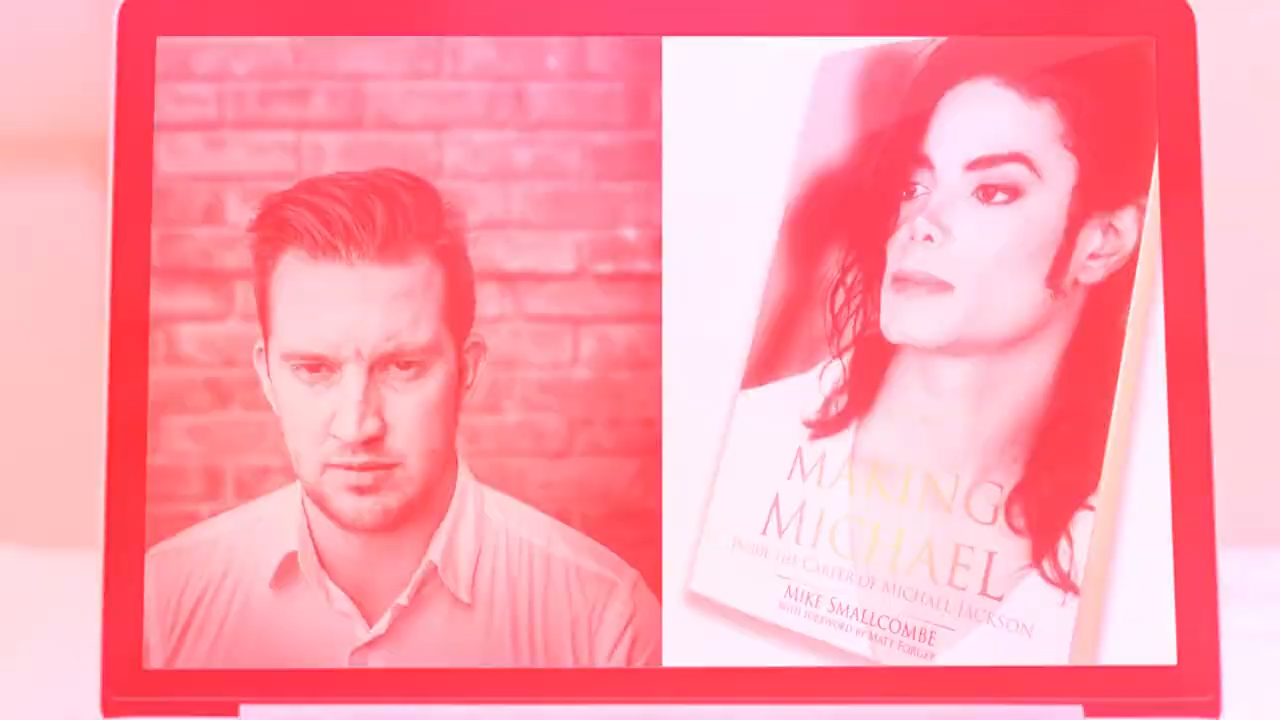 MAKING
MICHAEL
INSIDE THE CAREER OF MICHAEL JACKSON
MIKE SMALLCOMBE
WITH FOREWORD BY MATT FORGER